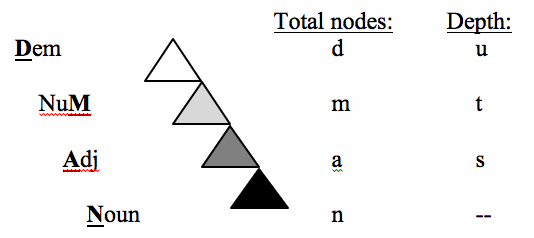 Total nodes: Depth:
Dem d u
NuM m t
Adj a s
Noun n --